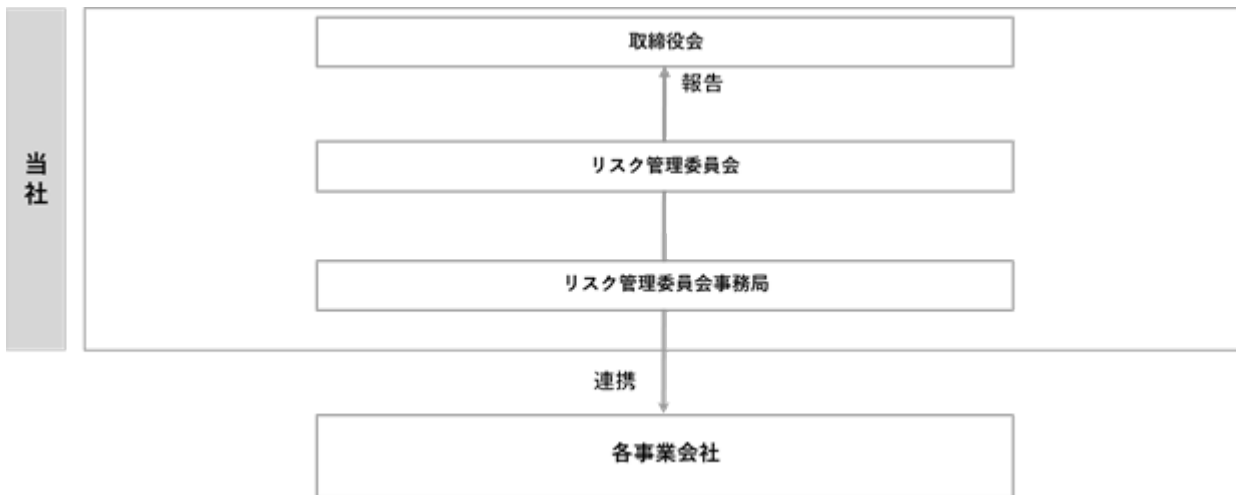 取締役会
報告
当社
リスク管理委員会
リスク管理委員会事務局
連携
各事業会社